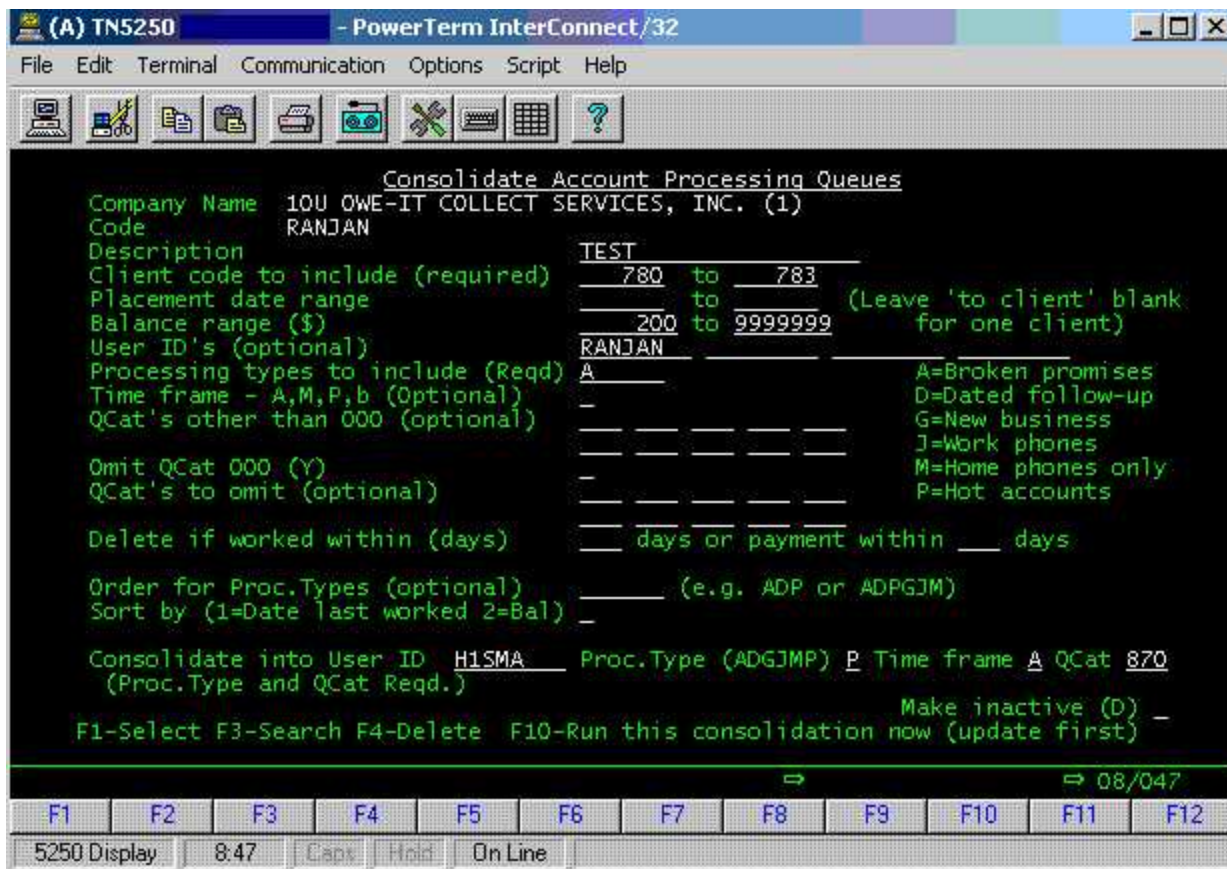 (A) TN5250 - PowerTerm InterConnect/32
File Edit Terminal Communication Options Script Help
Consolidate Account Processing Queues
Company Name 1OU OWE-IT COLLECT SERVICES, INC. (1)
Code RANJAN
Description TEST
Client code to include (required) 780 to 783
Placement date range to (Leave 'to client' blank
Balance range ($) 200 to 9999999 for one client)
User ID's (optional) RANJAN
Processing types to include (Reqd) A A=Broken promises
Time frame - A,M,P,b (Optional) D=Dated follow-up
QCat's other than 000 (optional) G=New business
J=Work phones
Omit QCat 000 (Y) M=Home phones only
QCat's to omit (optional) P=Hot accounts
Delete if worked within (days) days or payment within days
Order for Proc.Types (optional) (e.g. ADP or ADPGJM)
Sort by (1=Date last worked 2=Bal)
Consolidate into User ID H1SMA Proc.Type (ADGJMP) P Time frame A QCat 870
(Proc.Type and QCat Reqd.)
Make inactive (D)
F1-Select F3-Search F4-Delete F10-Run this consolidation now (update first)
⇨ ⇨ 08/047
F1 F2 F3 F4 F5 F6 F7 F8 F9 F10 F11 F12
5250 Display 8:47 Caps Hold On Line